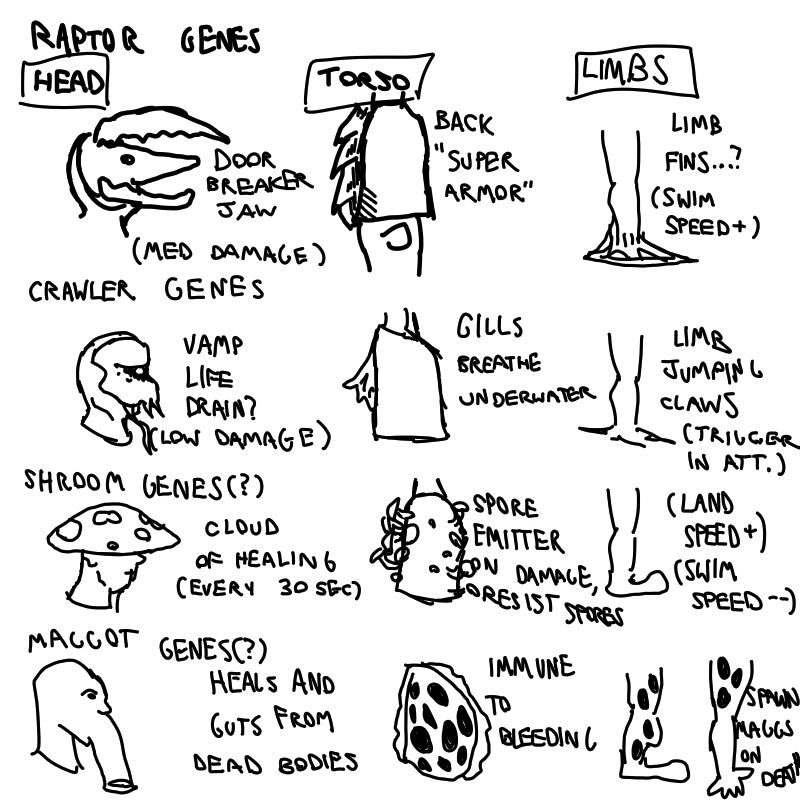 RAPTOR GENES
HEAD
TORSO
LIMBS
DOOR
BREAKER
JAW
(MED DAMAGE)
BACK
"SUPER
ARMOR"
LIMB
FINS...?
(SWIM
SPEED+)
CRAWLER GENES
VAMP
LIFE
DRAIN?
(LOW DAMAGE)
GILLS
BREATHE
UNDERWATER
LIMB
JUMPING
CLAWS
(TRIGGER
IN ATT.)
SHROOM GENES(?)
CLOUD
OF HEALING
(EVERY 30 SEC)
SPORE
EMITTER
ON DAMAGE,
RESIST SPORES
(LAND
SPEED+)
(SWIM
SPEED--)
MAGGOT GENES(?)
HEALS AND
GUTS FROM
DEAD BODIES
IMMUNE
TO
BLEEDING
SPAWN
MAGGS
ON
DEATH